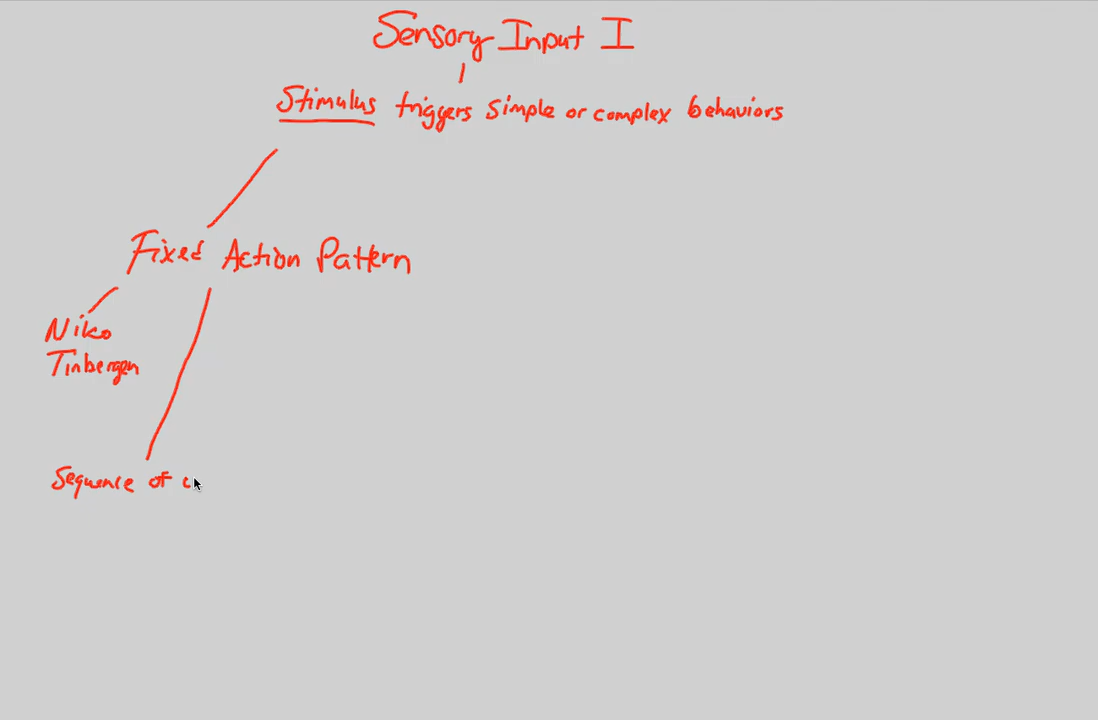 Sensory Input I
Stimulus triggers simple or complex behaviors
Fixed Action Pattern
Niko
Tinbergen
Sequence of